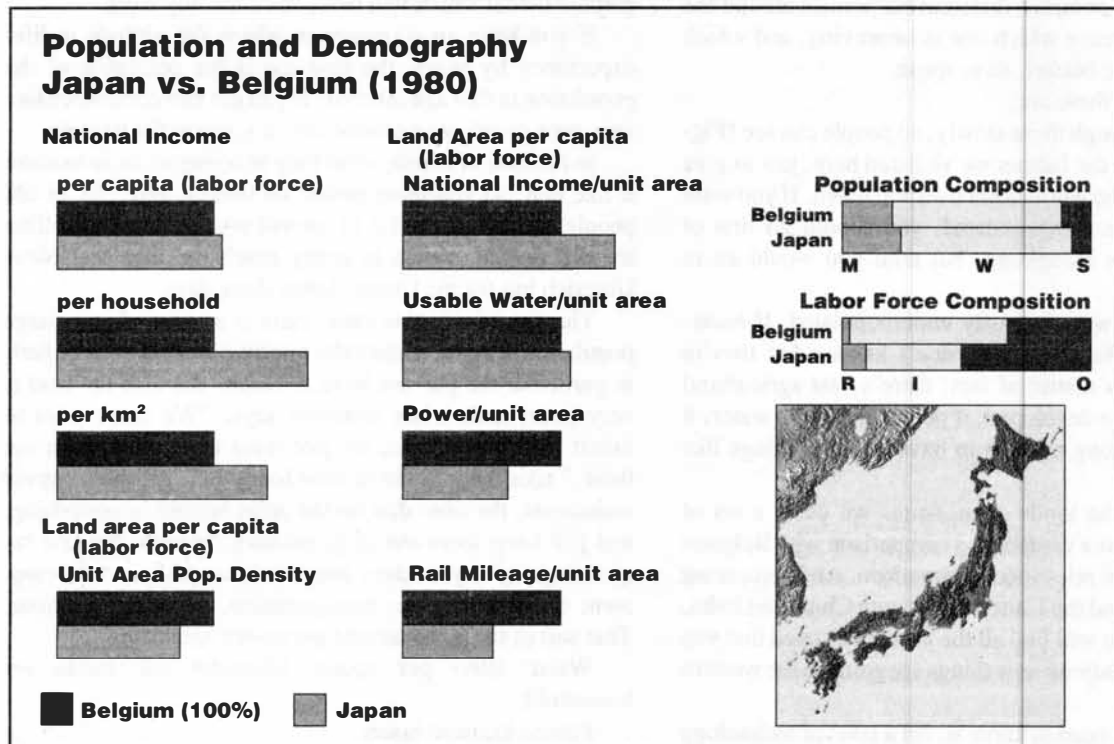 Population and Demography
Japan vs. Belgium (1980)
National Income
per capita (labor force)
per household
per km²
Land area per capita
(labor force)
Unit Area Pop. Density
Land Area per capita
(labor force)
National Income/unit area
Usable Water/unit area
Power/unit area
Rail Mileage/unit area
Population Composition
Belgium
Japan
M W S
Labor Force Composition
Belgium
Japan
R I O
Belgium (100%) Japan